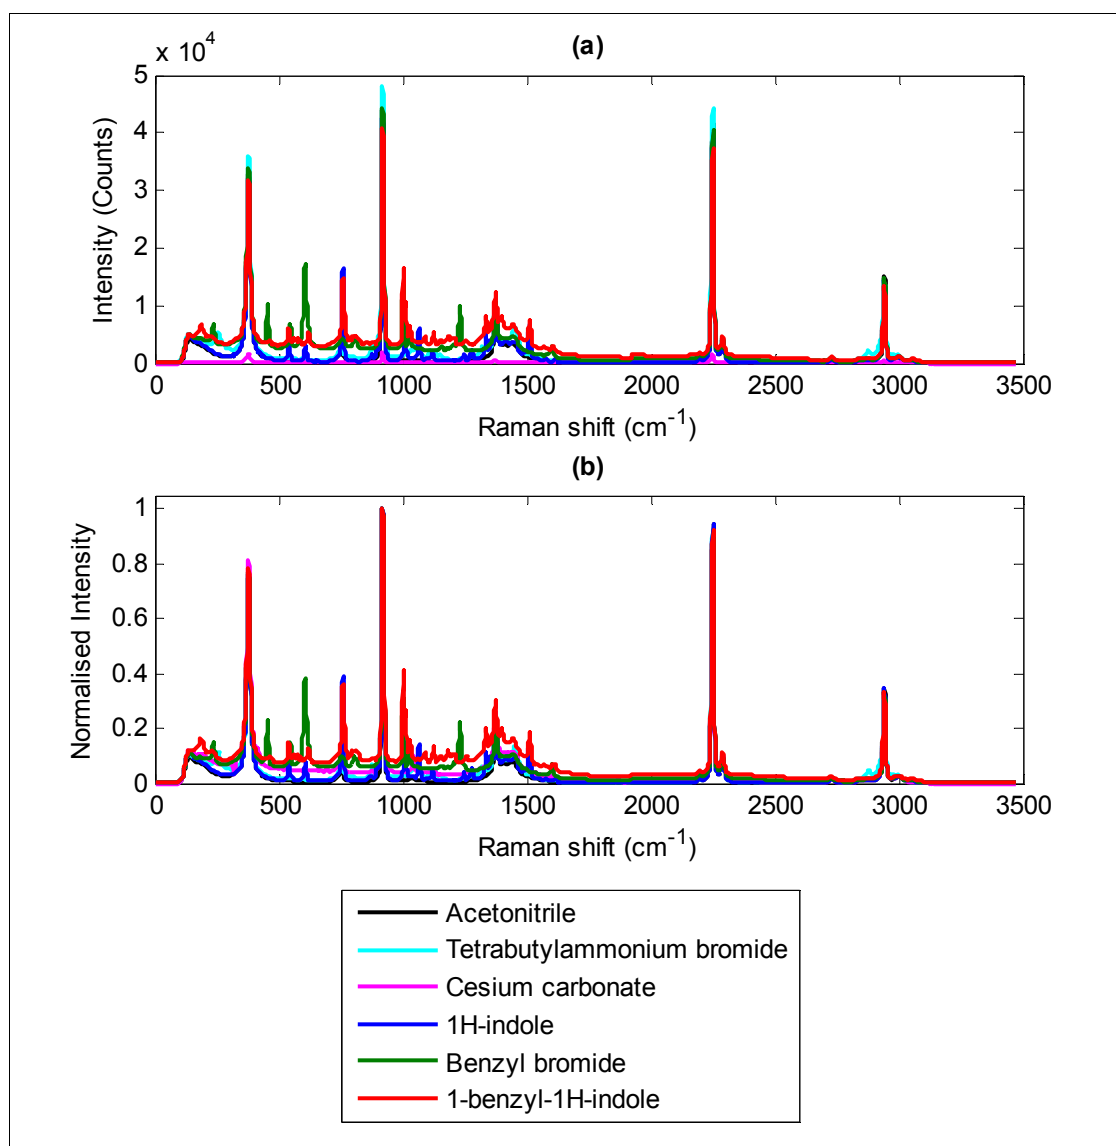 (a)
x 10^4
5
4
3
2
1
0
Intensity (Counts)
0 500 1000 1500 2000 2500 3000 3500
Raman shift (cm^-1)
(b)
1
0.8
0.6
0.4
0.2
0
Normalised Intensity
0 500 1000 1500 2000 2500 3000 3500
Raman shift (cm^-1)
Acetonitrile
Tetrabutylammonium bromide
Cesium carbonate
1H-indole
Benzyl bromide
1-benzyl-1H-indole